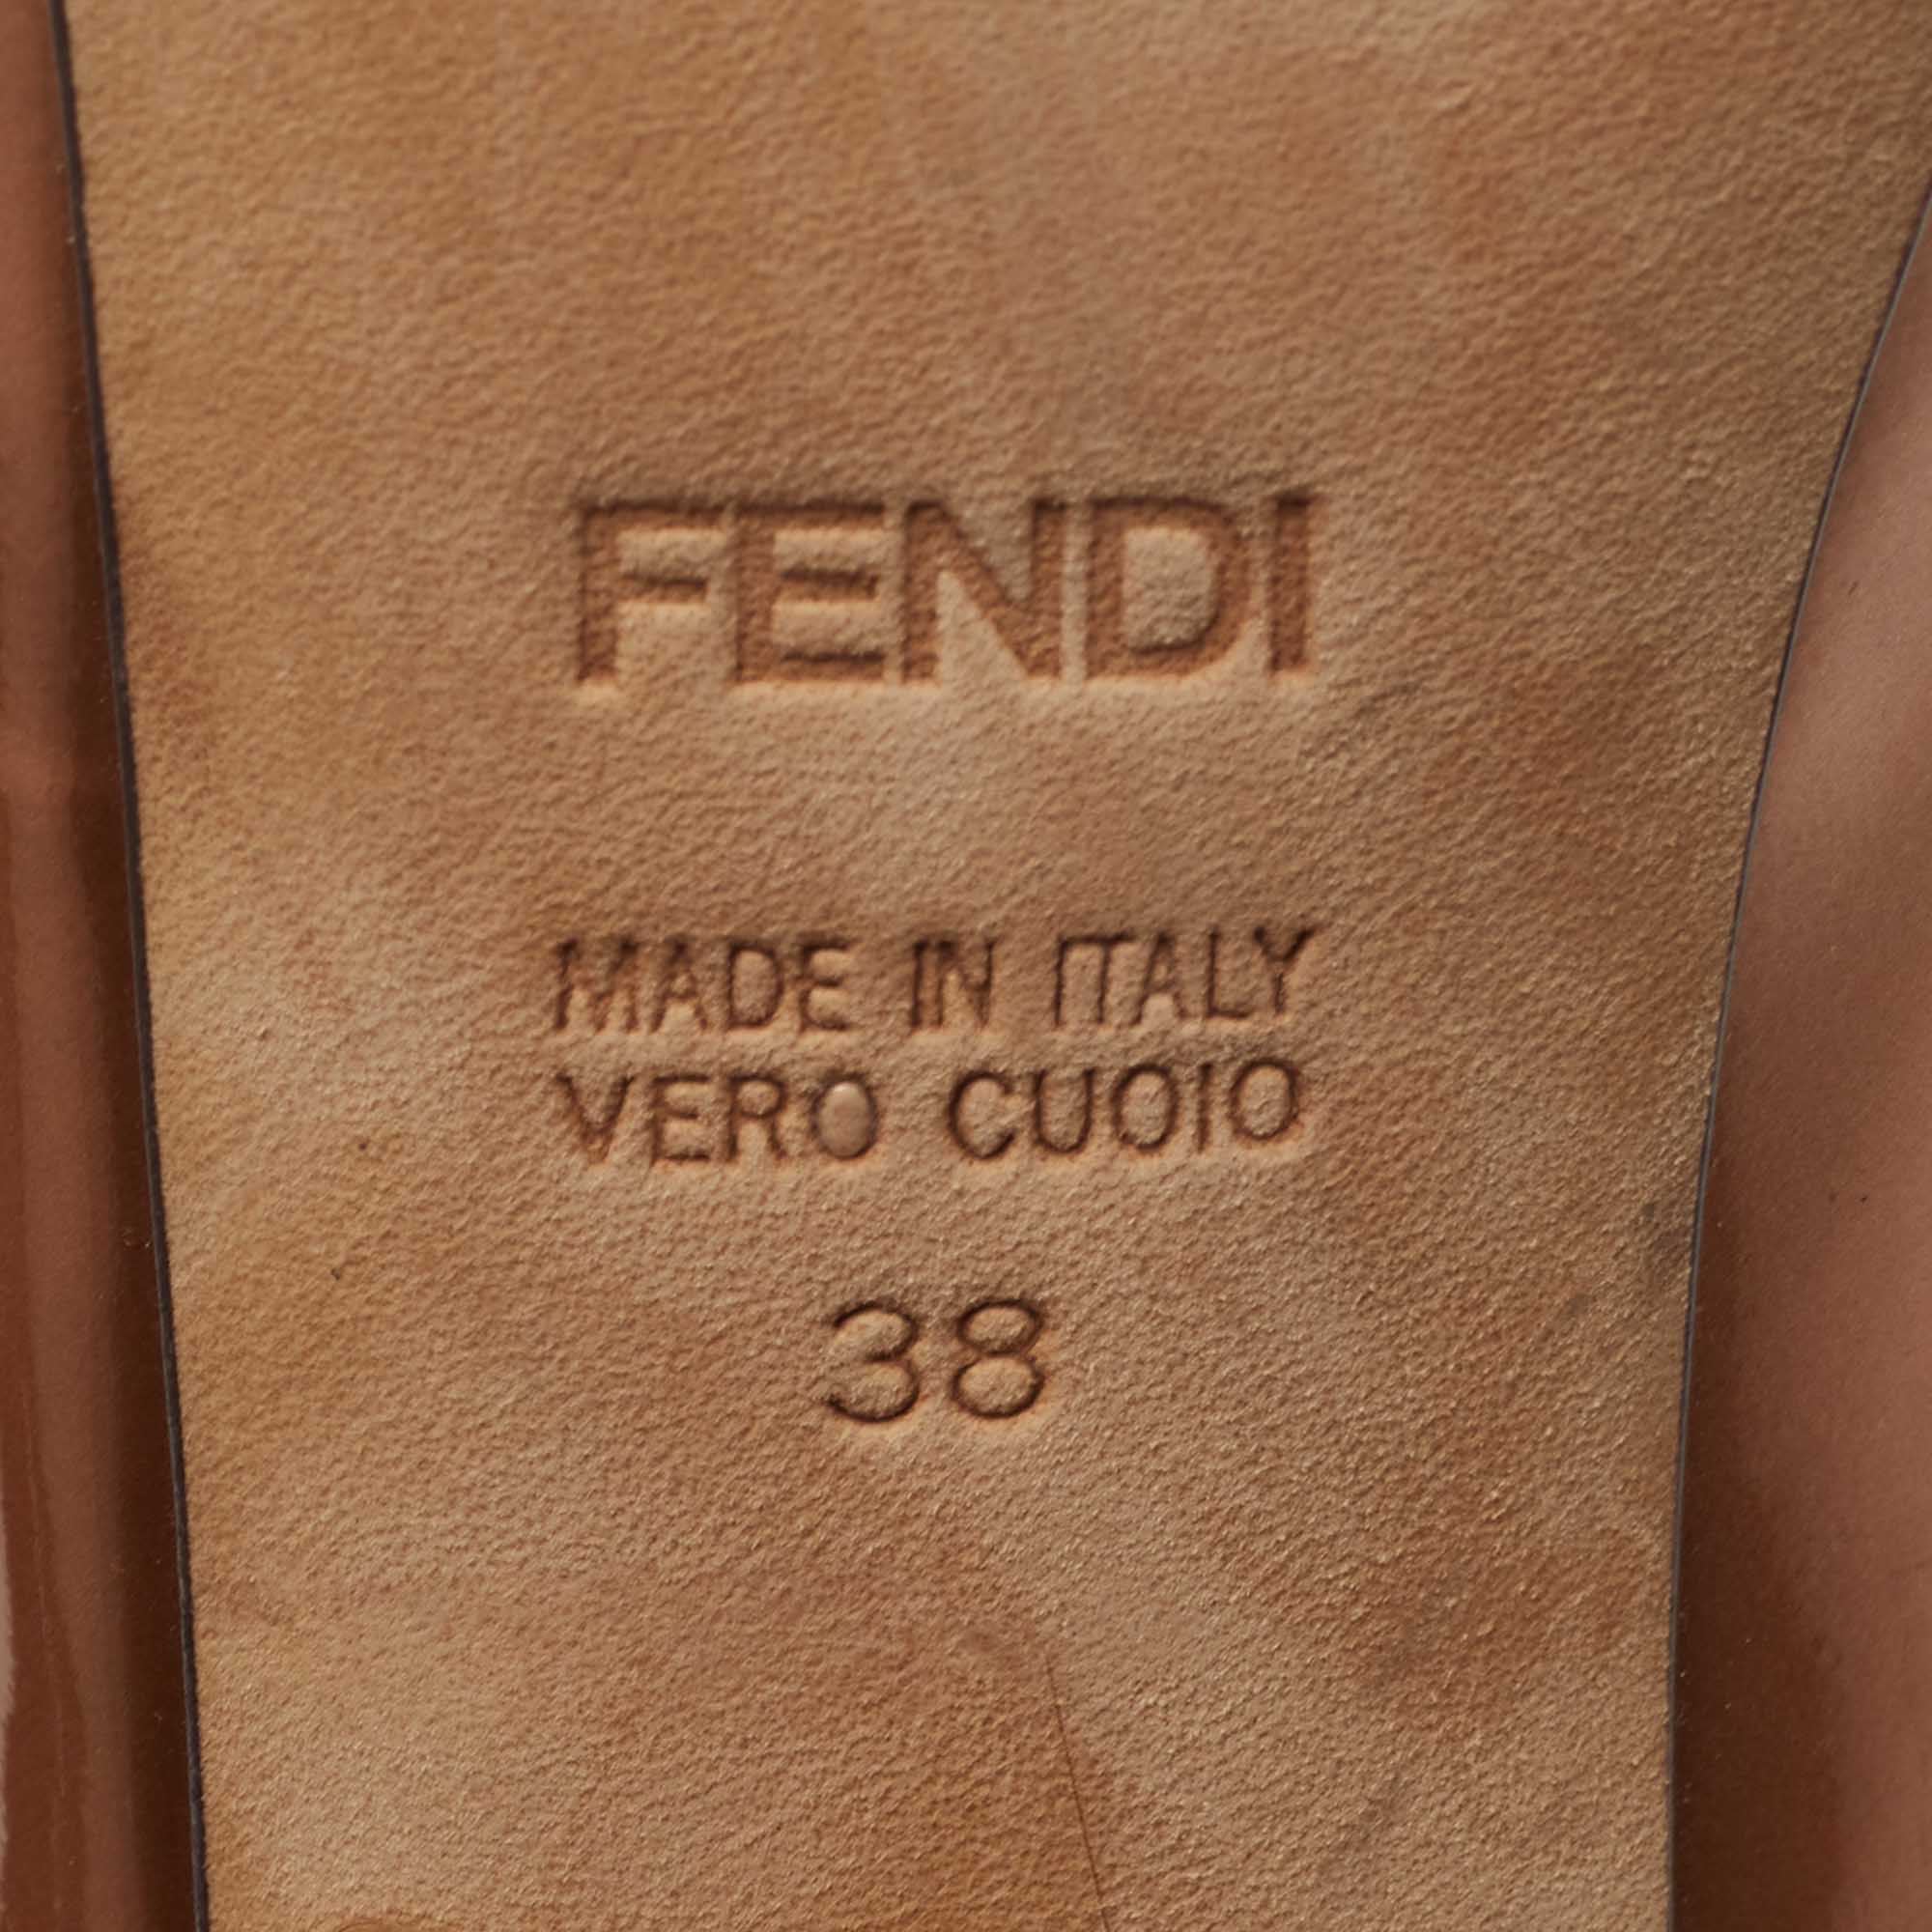 FENDI
MADE IN ITALY
VERO CUOIO
38